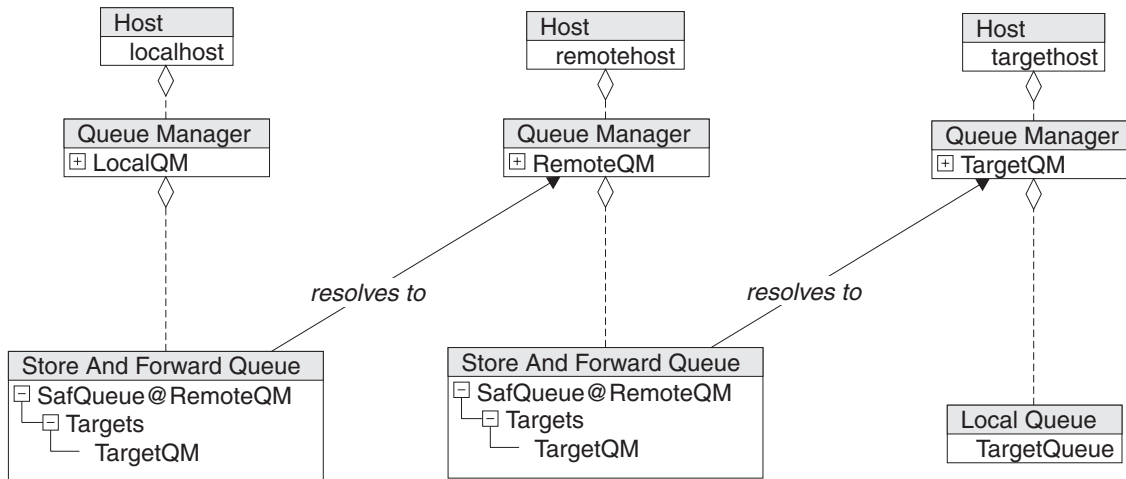 Host
localhost
Host
remotehost
Host
targethost
Queue Manager
LocalQM
Queue Manager
RemoteQM
Queue Manager
TargetQM
resolves to
resolves to
Store And Forward Queue
SafQueue@RemoteQM
Targets
TargetQM
Store And Forward Queue
SafQueue@RemoteQM
Targets
TargetQM
Local Queue
TargetQueue